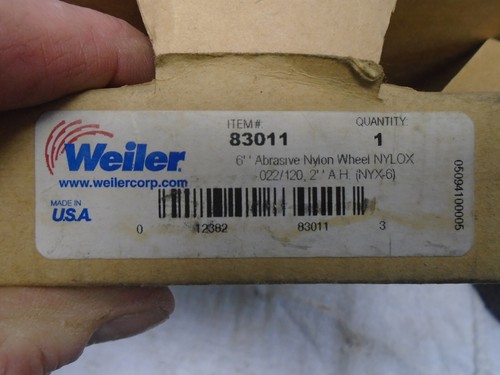 Weiler
www.weilercorp.com
MADE IN
U.S.A.
ITEM# QUANTITY
83011 1
6'' Abrasive Nylon Wheel NYLOX
.022/120, 2'' A.H. (NYX-6)
0 12382 83011 3
05094100005